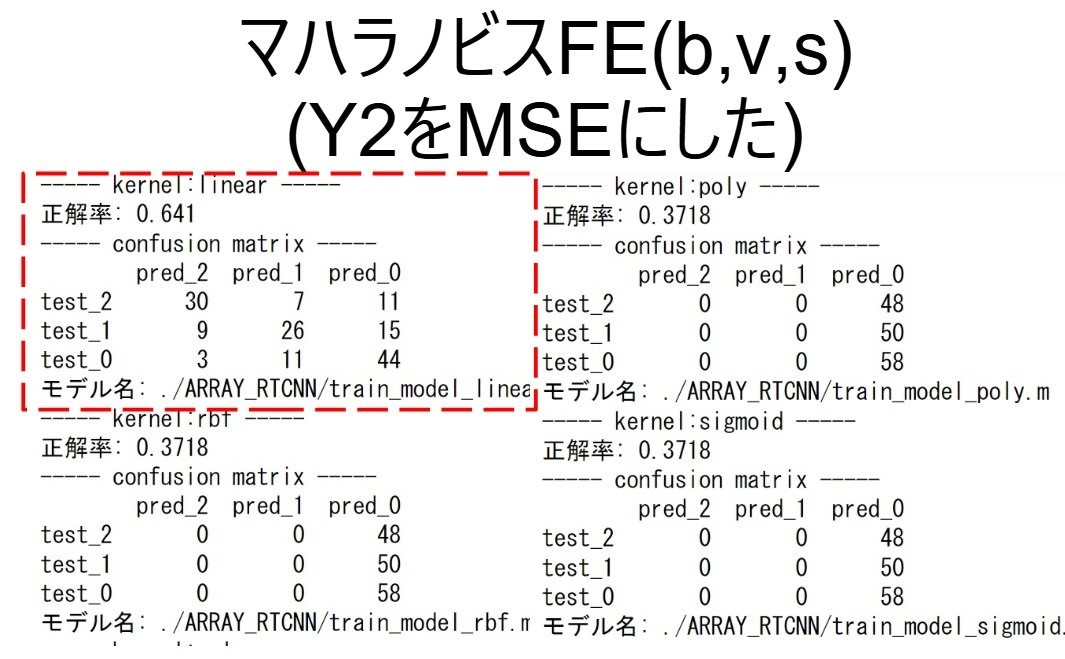 マハラノビスFE(b,v,s)
(Y2をMSEにした)
----- kernel:linear -----
正解率: 0.641
----- confusion matrix -----
pred_2 pred_1 pred_0
test_2 30 7 11
test_1 9 26 15
test_0 3 11 44
モデル名: ./ARRAY_RTCNN/train_model_linea
----- kernel:poly -----
正解率: 0.3718
----- confusion matrix -----
pred_2 pred_1 pred_0
test_2 0 0 48
test_1 0 0 50
test_0 0 0 58
モデル名: ./ARRAY_RTCNN/train_model_poly.m
----- kernel:rbf -----
正解率: 0.3718
----- confusion matrix -----
pred_2 pred_1 pred_0
test_2 0 0 48
test_1 0 0 50
test_0 0 0 58
モデル名: ./ARRAY_RTCNN/train_model_rbf.m
----- kernel:sigmoid -----
正解率: 0.3718
----- confusion matrix -----
pred_2 pred_1 pred_0
test_2 0 0 48
test_1 0 0 50
test_0 0 0 58
モデル名: ./ARRAY_RTCNN/train_model_sigmoid.